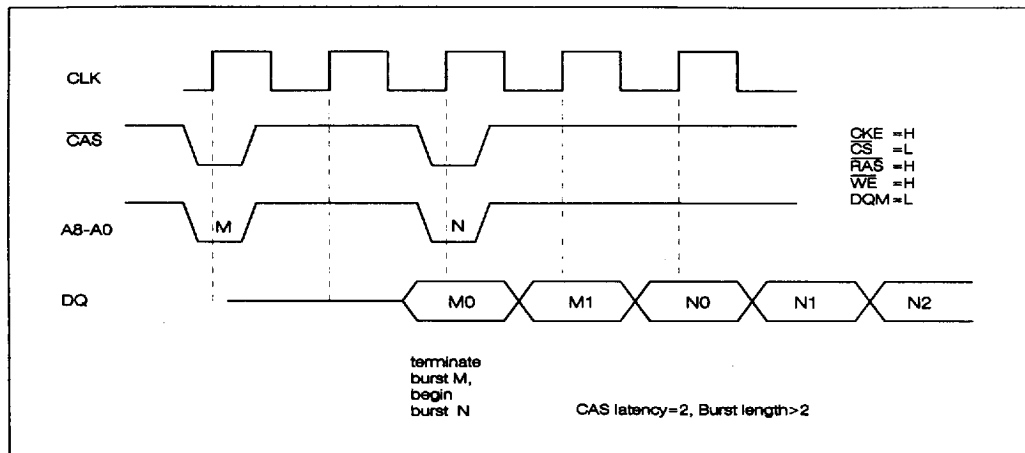 CLK
CAS
A8-A0
M
N
DQ
M0
M1
N0
N1
N2
CKE =H
CS =L
RAS =H
WE =H
DQM=L
terminate
burst M,
begin
burst N
CAS latency=2, Burst length>2